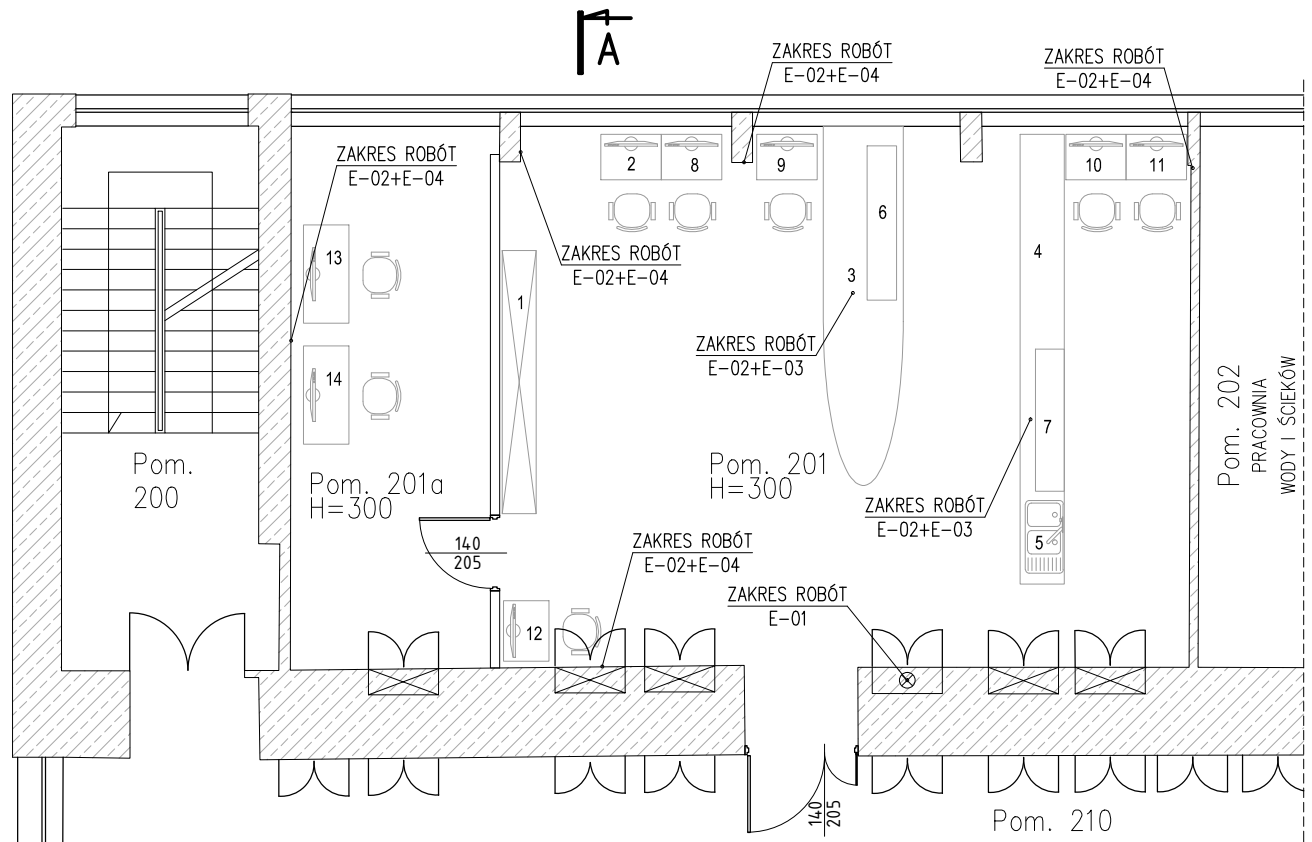 A
ZAKRES ROBÓT
E-02+E-04
ZAKRES ROBÓT
E-02+E-04
ZAKRES ROBÓT
E-02+E-04
2
8
9
10
11
6
4
13
ZAKRES ROBÓT
E-02+E-04
3
1
ZAKRES ROBÓT
E-02+E-03
14
7
Pom. 202
PRACOWNIA
WODY I ŚCIEKÓW
Pom.
200
Pom. 201a
H=300
Pom. 201
H=300
ZAKRES ROBÓT
E-02+E-03
5
140
205
ZAKRES ROBÓT
E-02+E-04
ZAKRES ROBÓT
E-01
12
140
205
Pom. 210